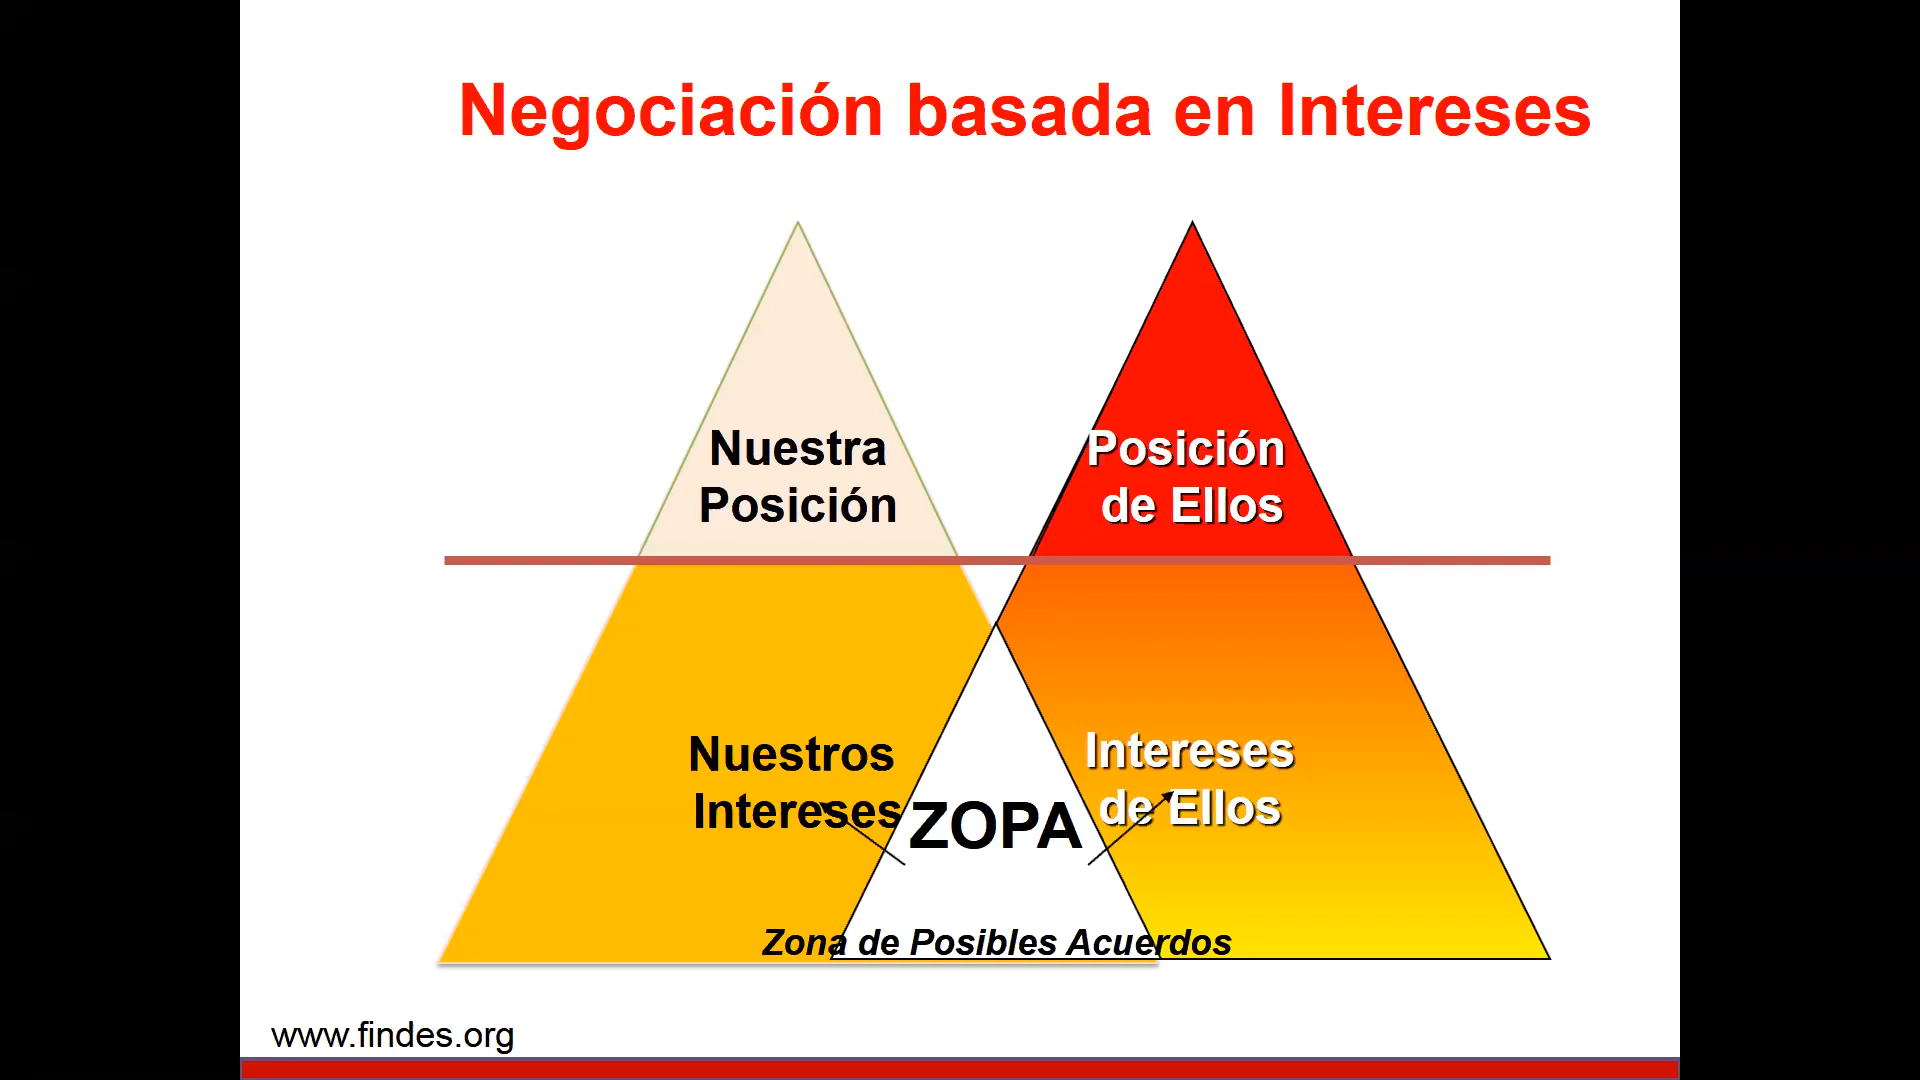 Negociación basada en Intereses
Nuestra
Posición
Posición
de Ellos
Nuestros
Intereses
Intereses
de Ellos
ZOPA
Zona de Posibles Acuerdos
www.findes.org